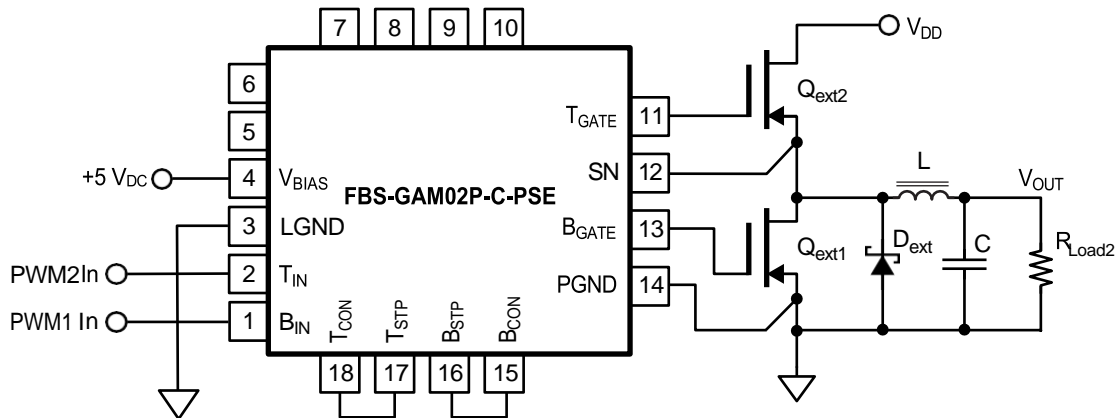 7 8 9 10
6
5
4
3
2
1
+5 VDC
PWM2In
PWM1 In
VBIAS
LGND
TIN
BIN
FBS-GAM02P-C-PSE
TGATE
SN
BGATE
PGND
11
12
13
14
TCON TSTP BSTP BCON
18 17 16 15
VDD
Qext2
Qext1
L
VOUT
Dext
C
RLoad2